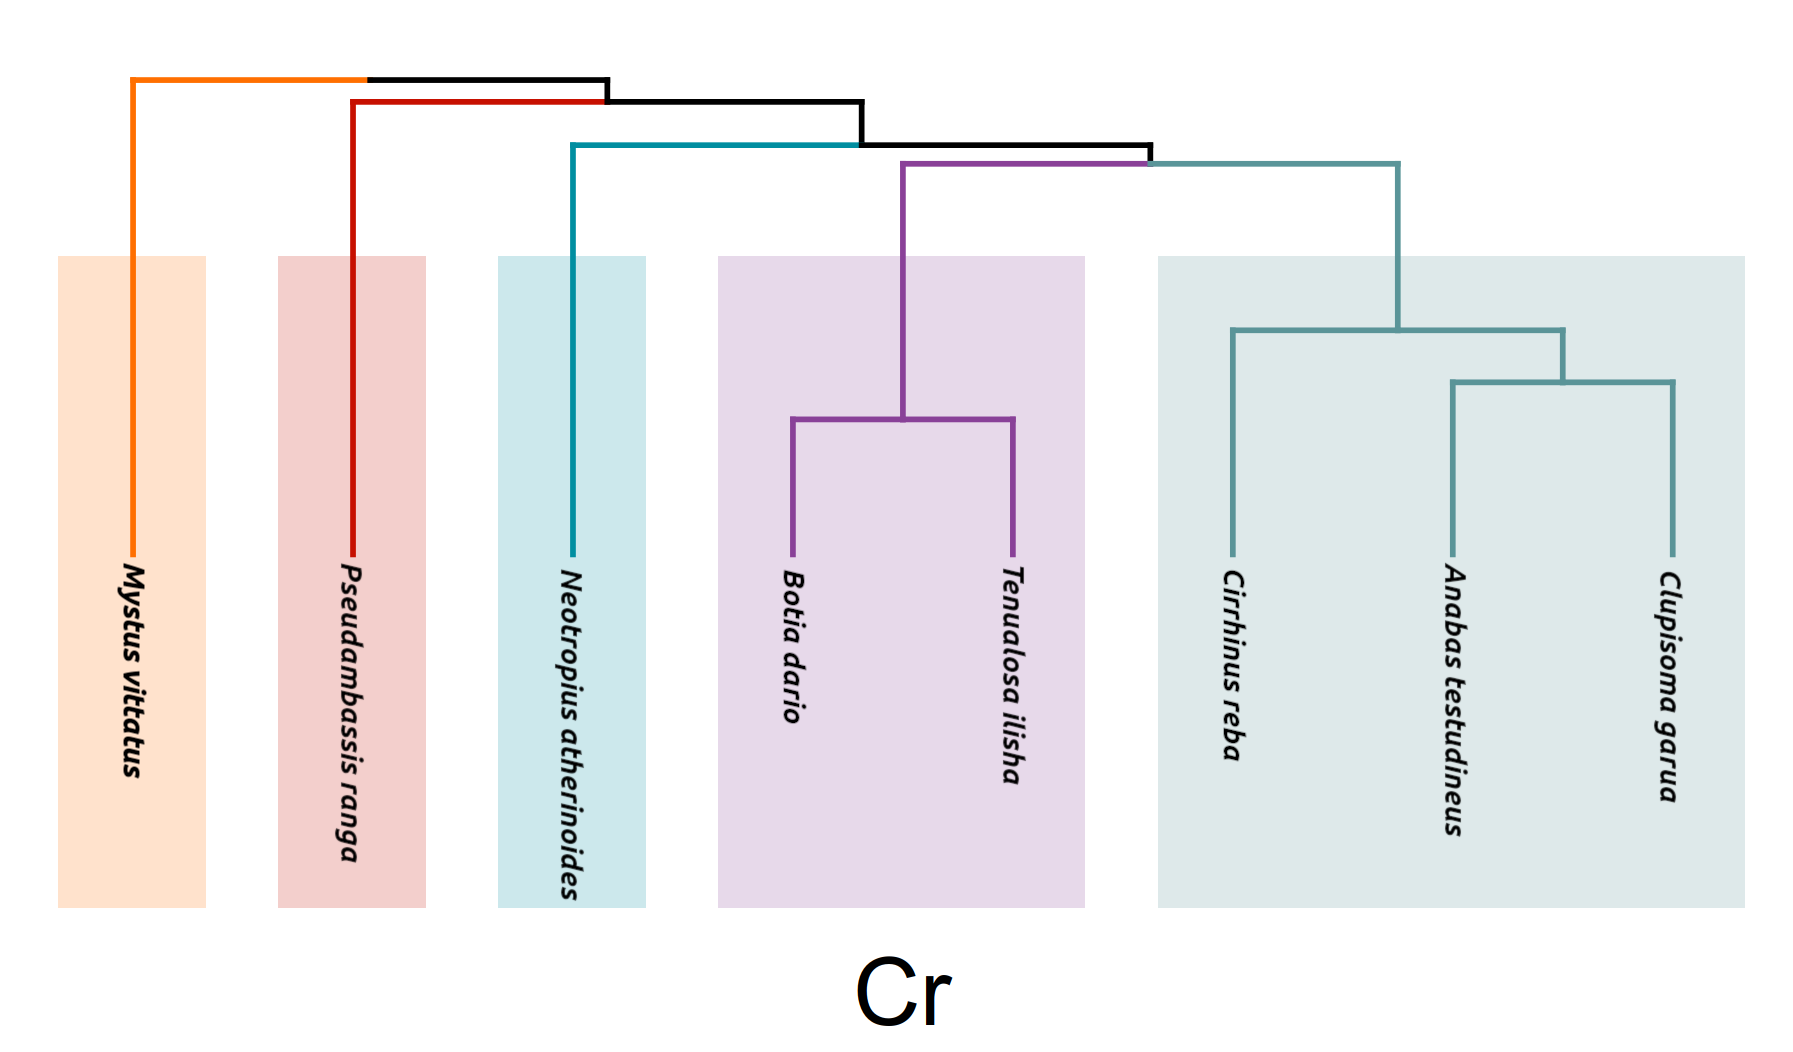 Mystus vittatus
Pseudambassis ranga
Neotropius atherinoides
Botia dario
Tenualosa ilisha
Cirrhinus reba
Anabas testudineus
Clupisoma garua
Cr